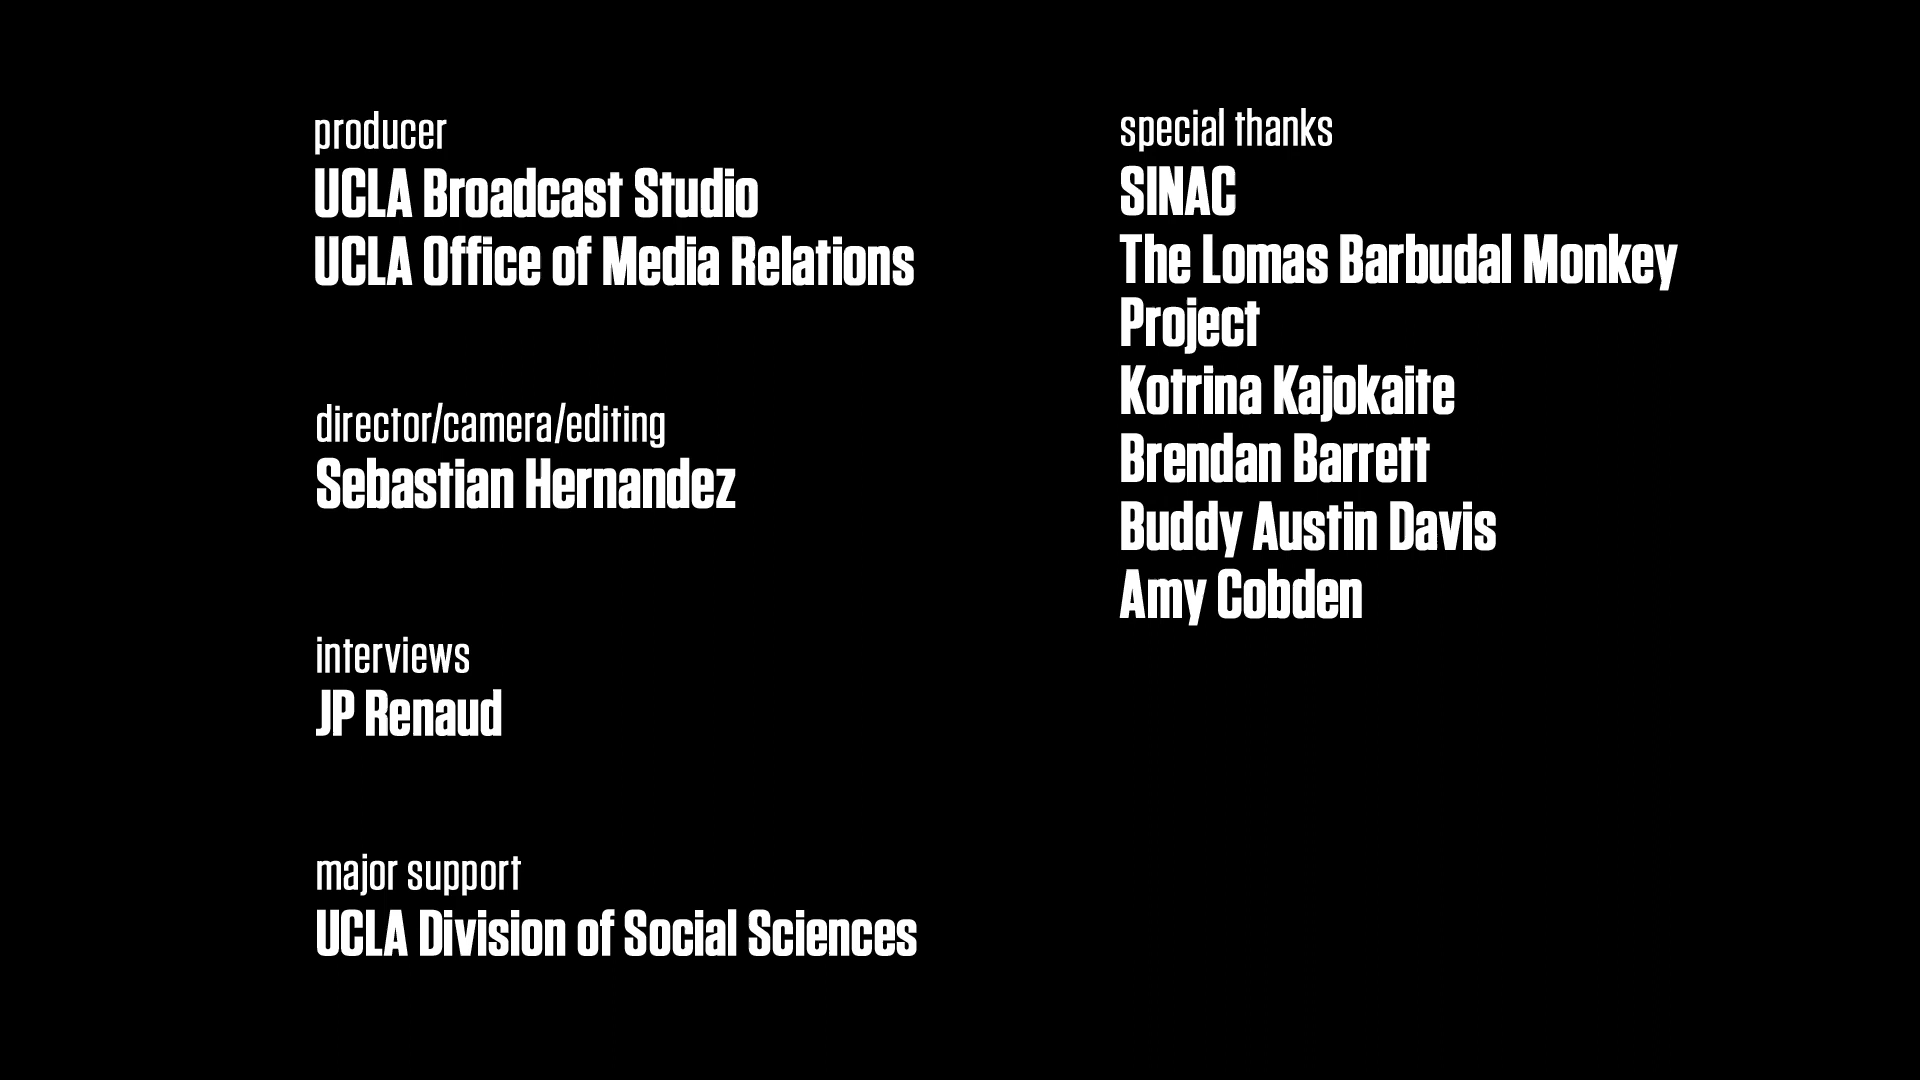 producer
UCLA Broadcast Studio
UCLA Office of Media Relations
director/camera/editing
Sebastian Hernandez
interviews
JP Renaud
major support
UCLA Division of Social Sciences
special thanks
SINAC
The Lomas Barbudal Monkey
Project
Kotrina Kajokaite
Brendan Barrett
Buddy Austin Davis
Amy Cobden